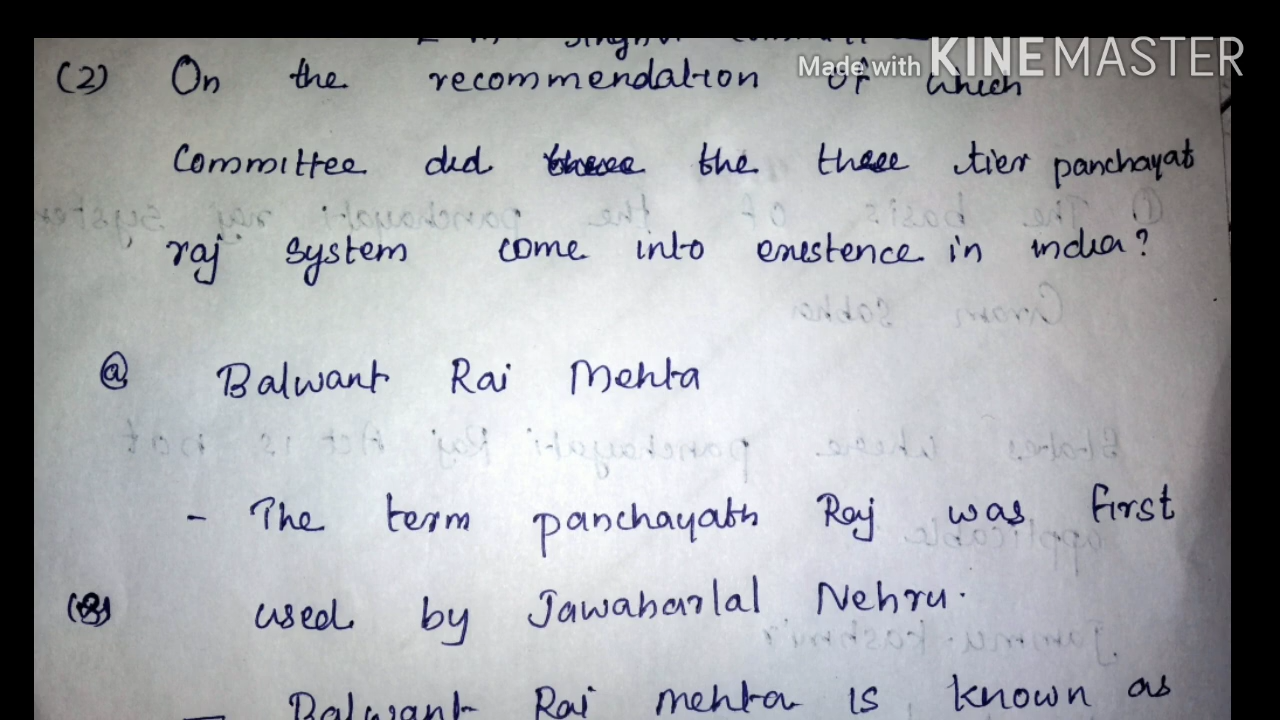 Made with KINEMASTER
(2) On the recommendation of which
Committee did the three tier panchayat
raj system come into existence in india?
@ Balwant Rai Mehta
- The term panchayath Raj was first
used by Jawaharlal Nehru.
- Balwant Rai mehta is known as